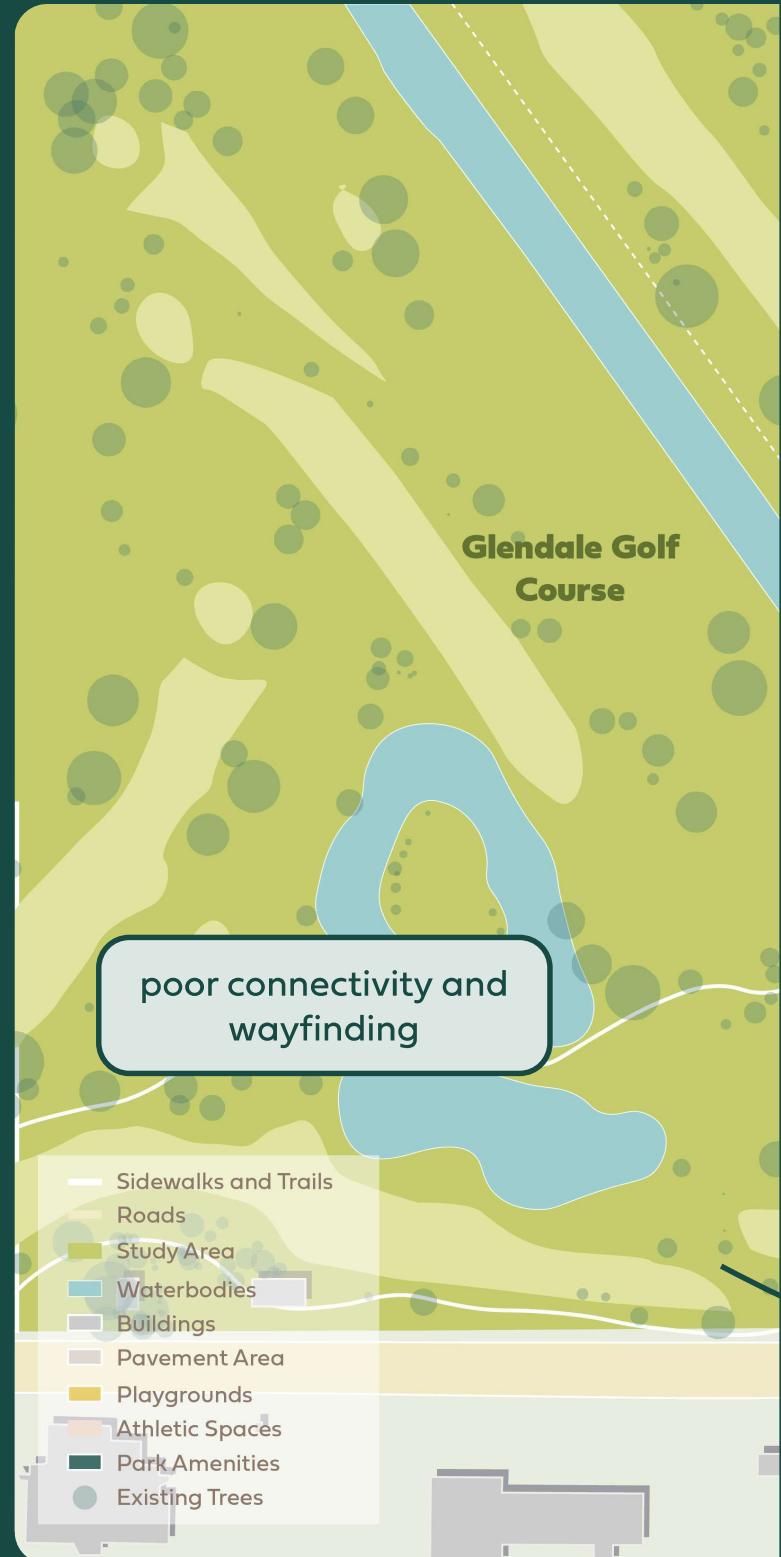 Glendale Golf
Course
poor connectivity and
wayfinding
Sidewalks and Trails
Roads
Study Area
Waterbodies
Buildings
Pavement Area
Playgrounds
Athletic Spaces
Park Amenities
Existing Trees